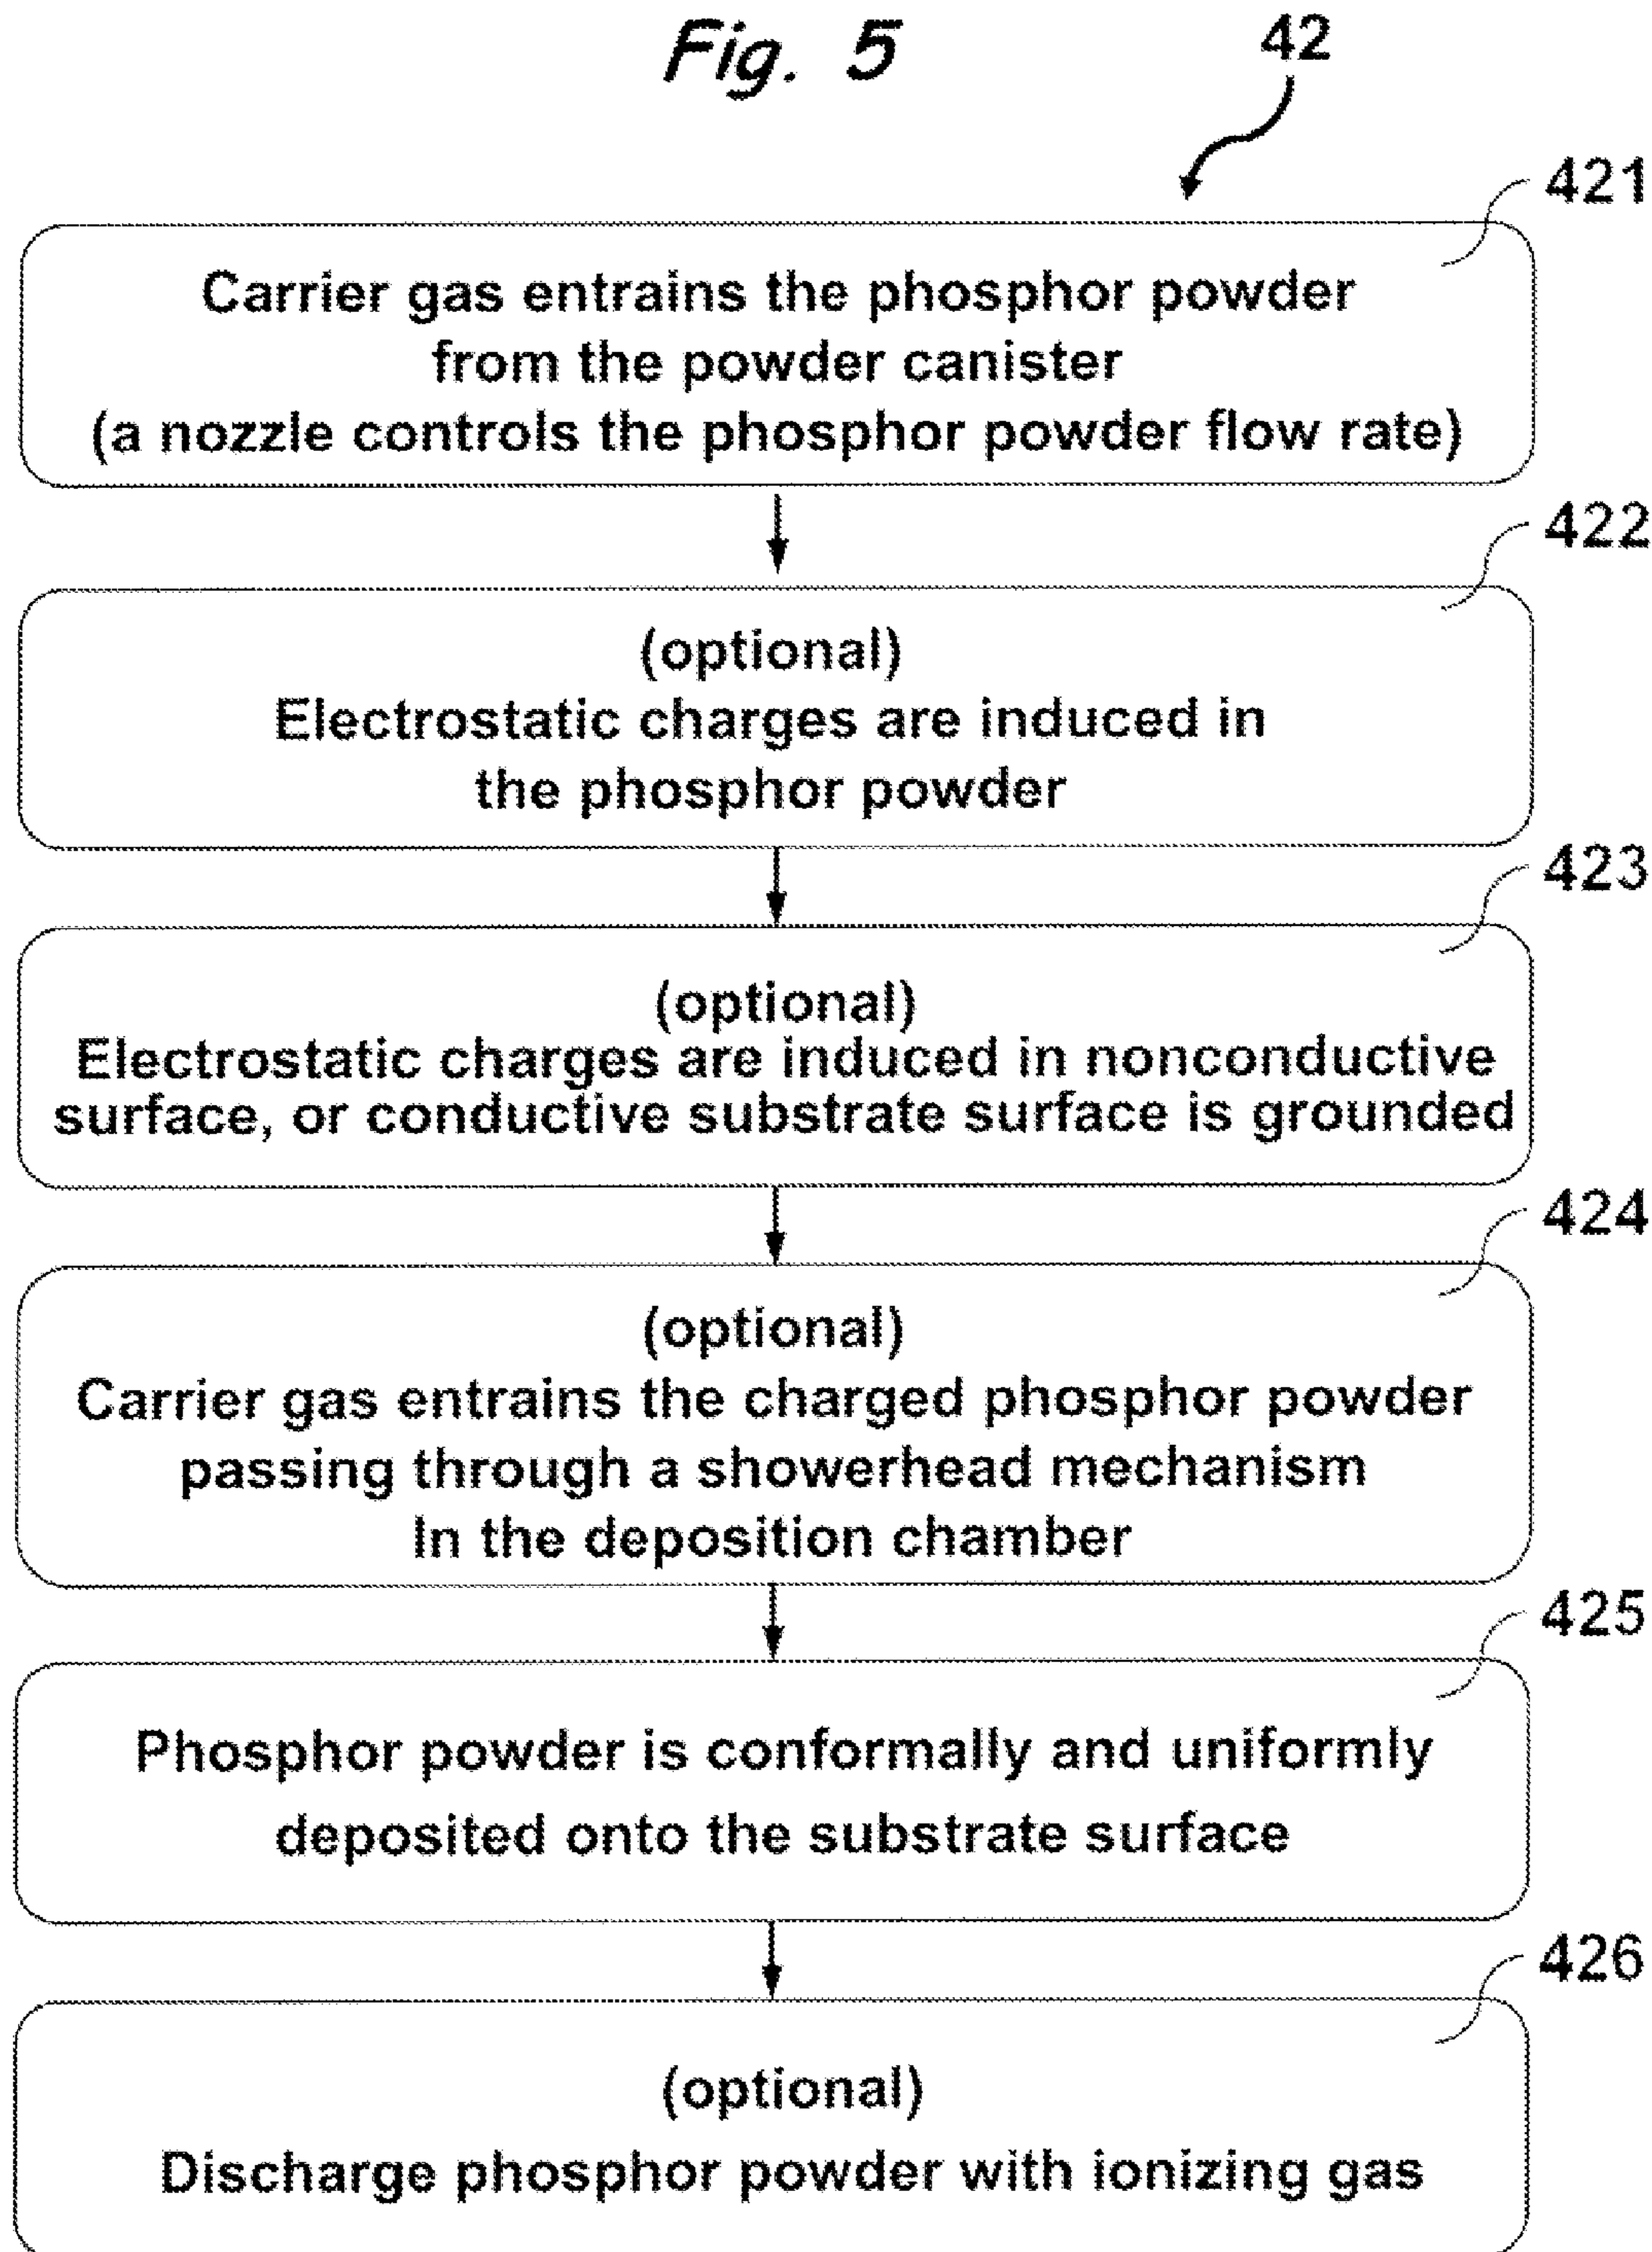 Fig. 5
42
421
Carrier gas entrains the phosphor powder
from the powder canister
(a nozzle controls the phosphor powder flow rate)
422
(optional)
Electrostatic charges are induced in
the phosphor powder
423
(optional)
Electrostatic charges are induced in nonconductive
surface, or conductive substrate surface is grounded
424
(optional)
Carrier gas entrains the charged phosphor powder
passing through a showerhead mechanism
In the deposition chamber
425
Phosphor powder is conformally and uniformly
deposited onto the substrate surface
426
(optional)
Discharge phosphor powder with ionizing gas